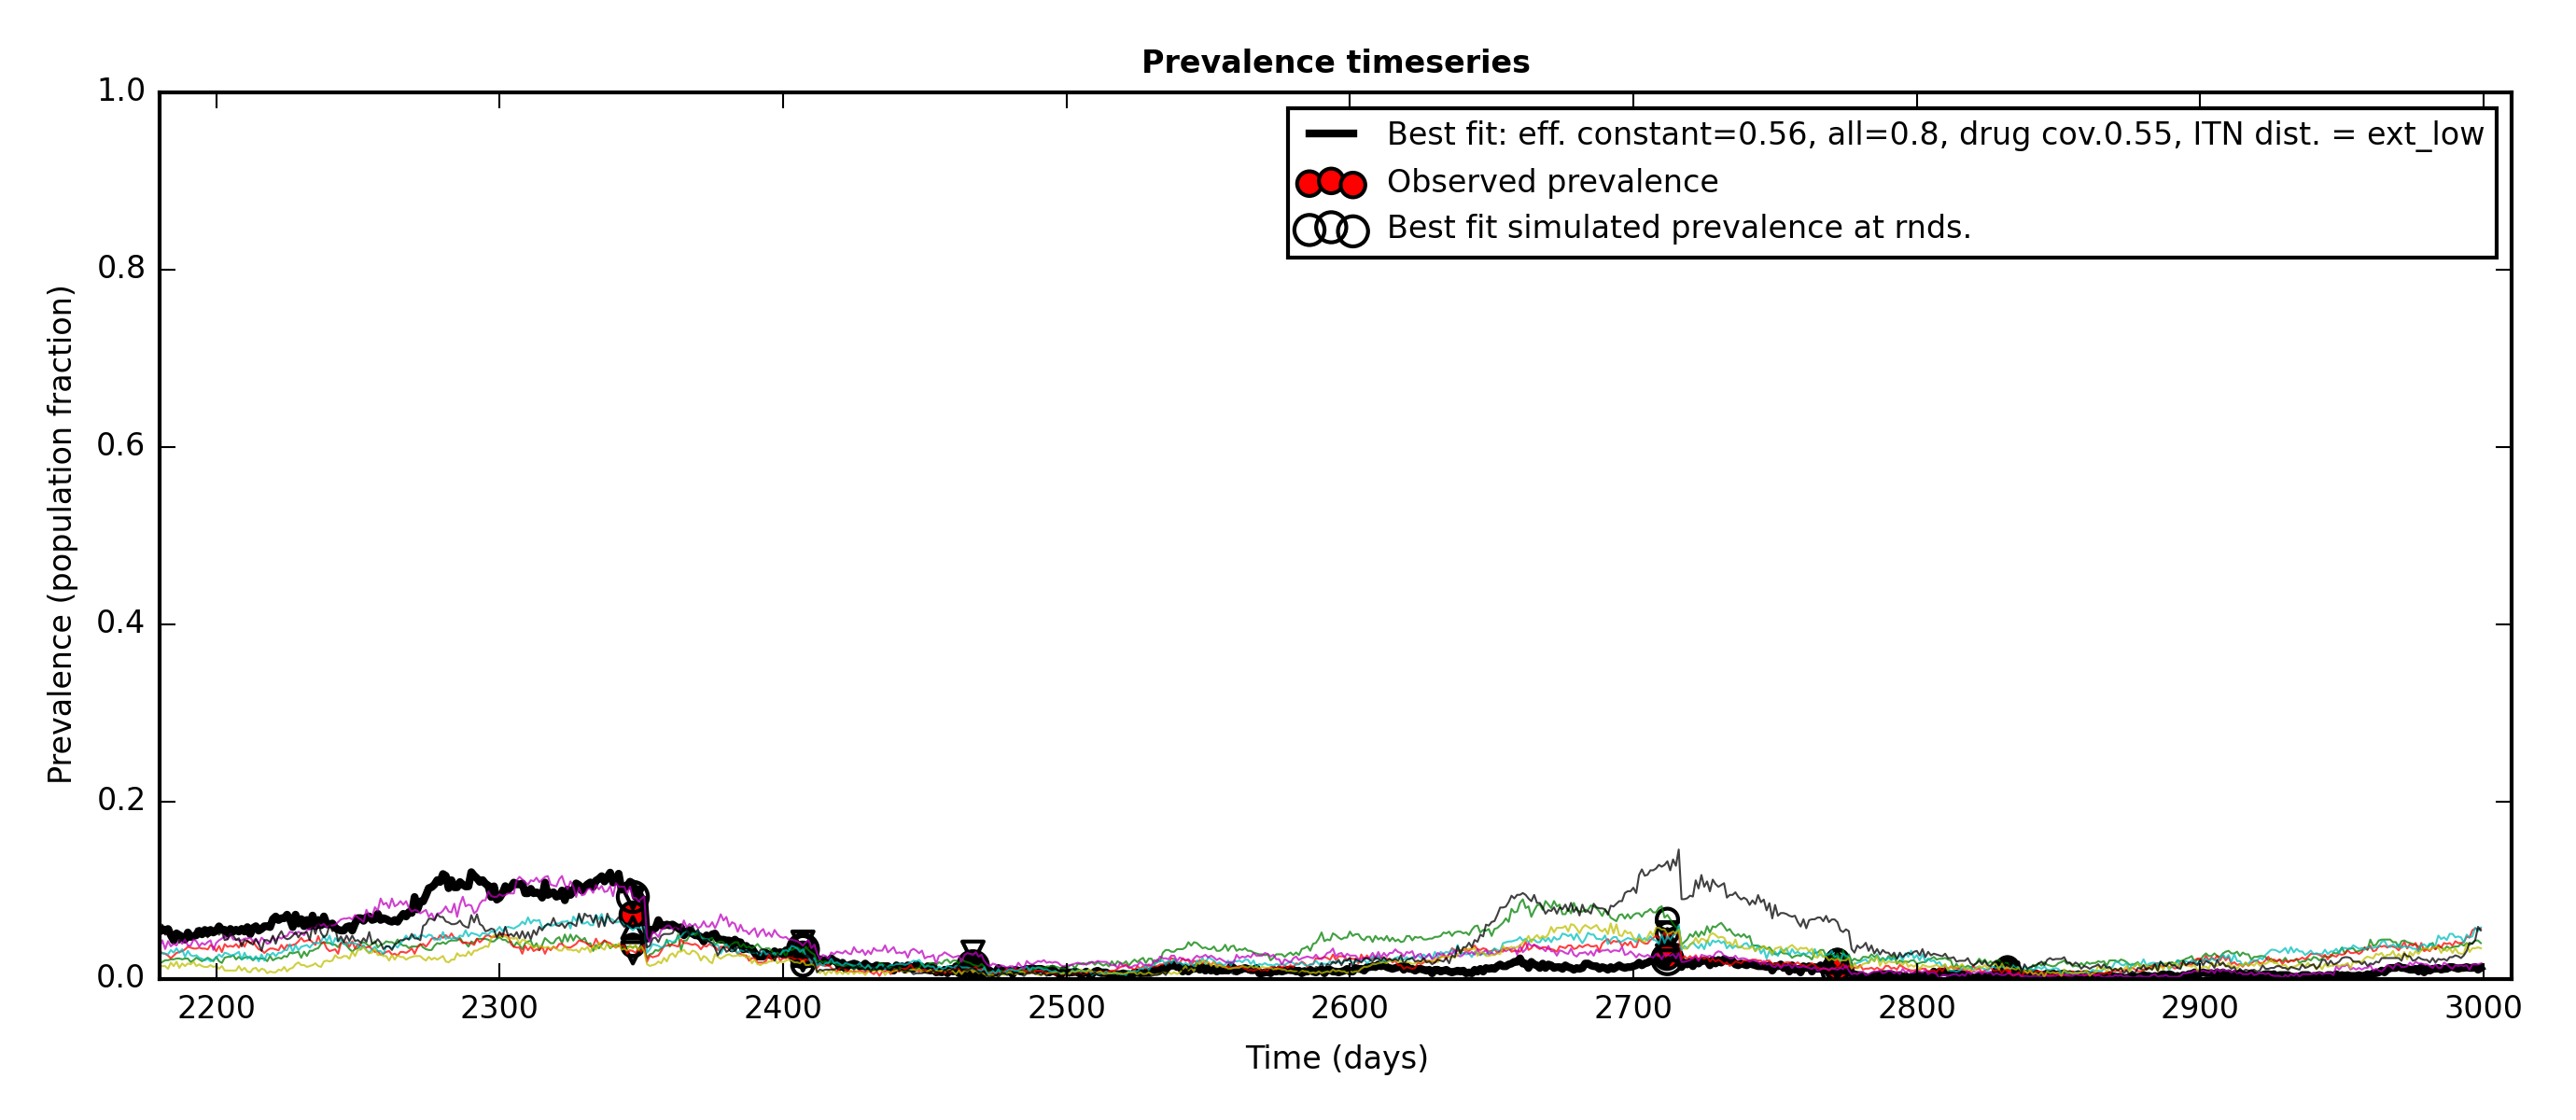 Prevalence timeseries
1.0
0.8
0.6
0.4
0.2
0.0
Prevalence (population fraction)
Best fit: eff. constant=0.56, all=0.8, drug cov.0.55, ITN dist. = ext_low
Observed prevalence
Best fit simulated prevalence at rnds.
2200 2300 2400 2500 2600 2700 2800 2900 3000
Time (days)